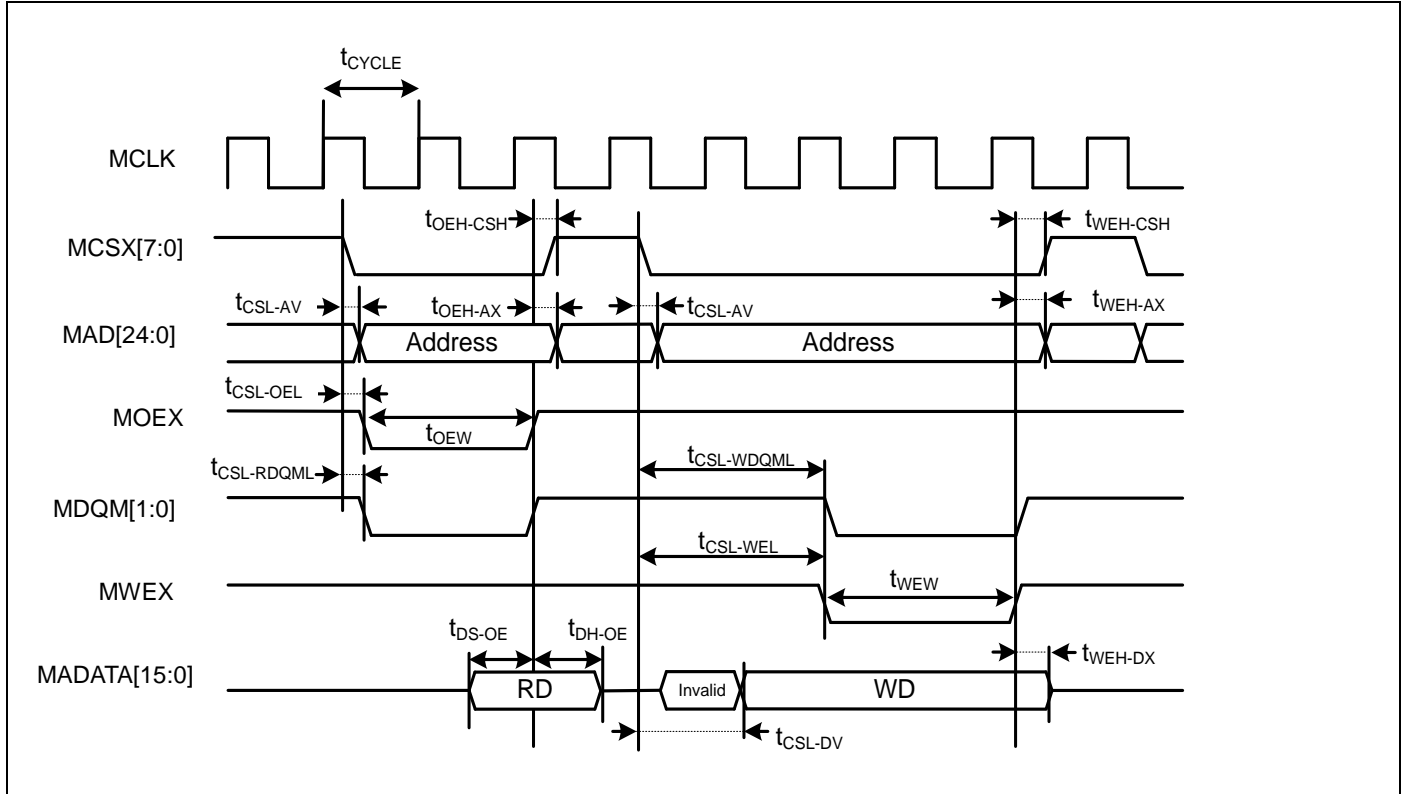 tCYCLE
MCLK
tOEH-CSH
tWEH-CSH
MCSX[7:0]
tCSL-AV
tOEH-AX
tCSL-AV
tWEH-AX
MAD[24:0]
Address
Address
tCSL-OEL
MOEX
tOEW
tCSL-RDQML
tCSL-WDQML
MDQM[1:0]
tCSL-WEL
MWEX
tWEW
tDS-OE
tDH-OE
tWEH-DX
MADATA[15:0]
RD
Invalid
WD
tCSL-DV